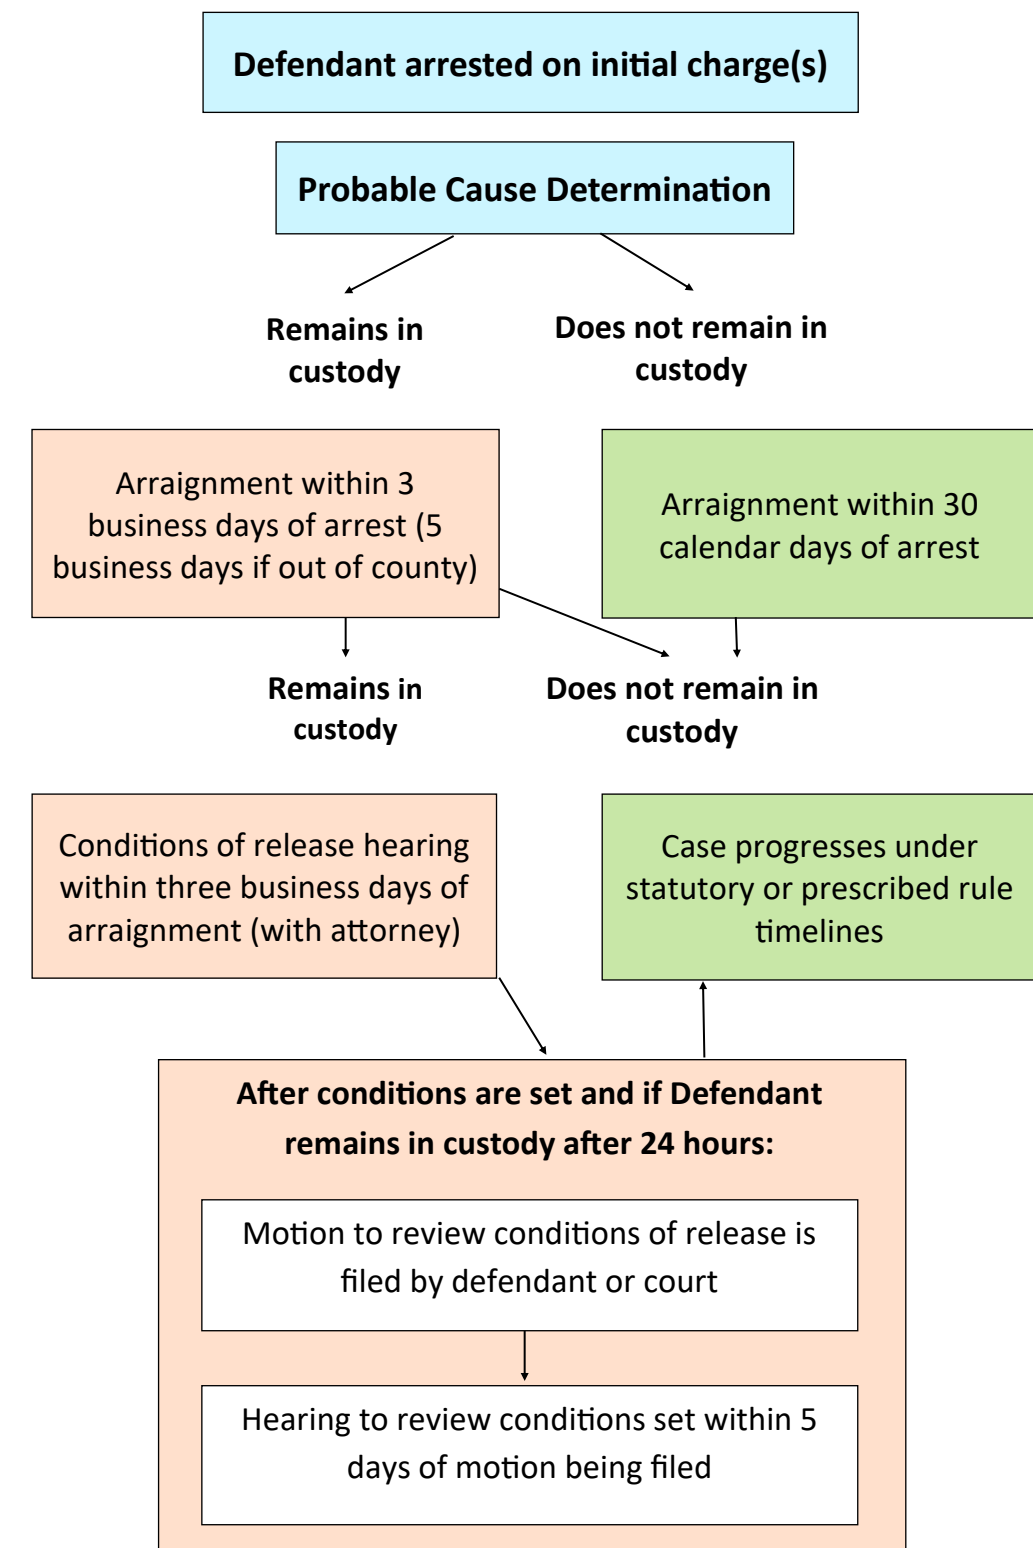 Defendant arrested on initial charge(s)
Probable Cause Determination
Remains in
custody
Does not remain in
custody
Arraignment within 3
business days of arrest (5
business days if out of county)
Arraignment within 30
calendar days of arrest
Remains in
custody
Does not remain in
custody
Conditions of release hearing
within three business days of
arraignment (with attorney)
Case progresses under
statutory or prescribed rule
timelines
After conditions are set and if Defendant
remains in custody after 24 hours:
Motion to review conditions of release is
filed by defendant or court
Hearing to review conditions set within 5
days of motion being filed